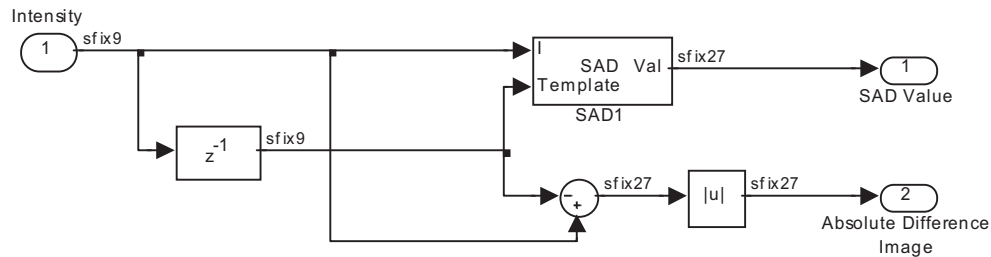 Intensity
1
sfix9
I
SAD Val
Template
SAD1
sfix27
1
SAD Value
z-1
sfix9
−
+
sfix27
|u|
sfix27
2
Absolute Difference
Image